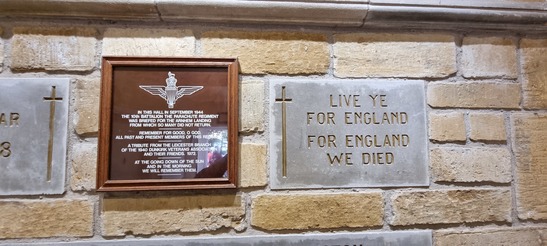 AR
8
IN THIS HALL IN SEPTEMBER 1944
THE 10th BATTALION THE PARACHUTE REGIMENT
WAS BRIEFED FOR THE ARNHEM LANDING
FROM WHICH SO MANY DID NOT RETURN.
REMEMBER FOR GOOD, O GOD,
ALL PAST AND PRESENT MEMBERS OF THIS
A TRIBUTE FROM THE LEICESTER BRANCH
OF THE 1940 DUNKIRK VETERANS ASSOCIATION
AND THEIR FRIENDS. 1973.
AT THE GOING DOWN OF THE SUN
AND IN THE MORNING
WE WILL REMEMBER THEM.
LIVE YE
FOR ENGLAND
FOR ENGLAND
WE DIED